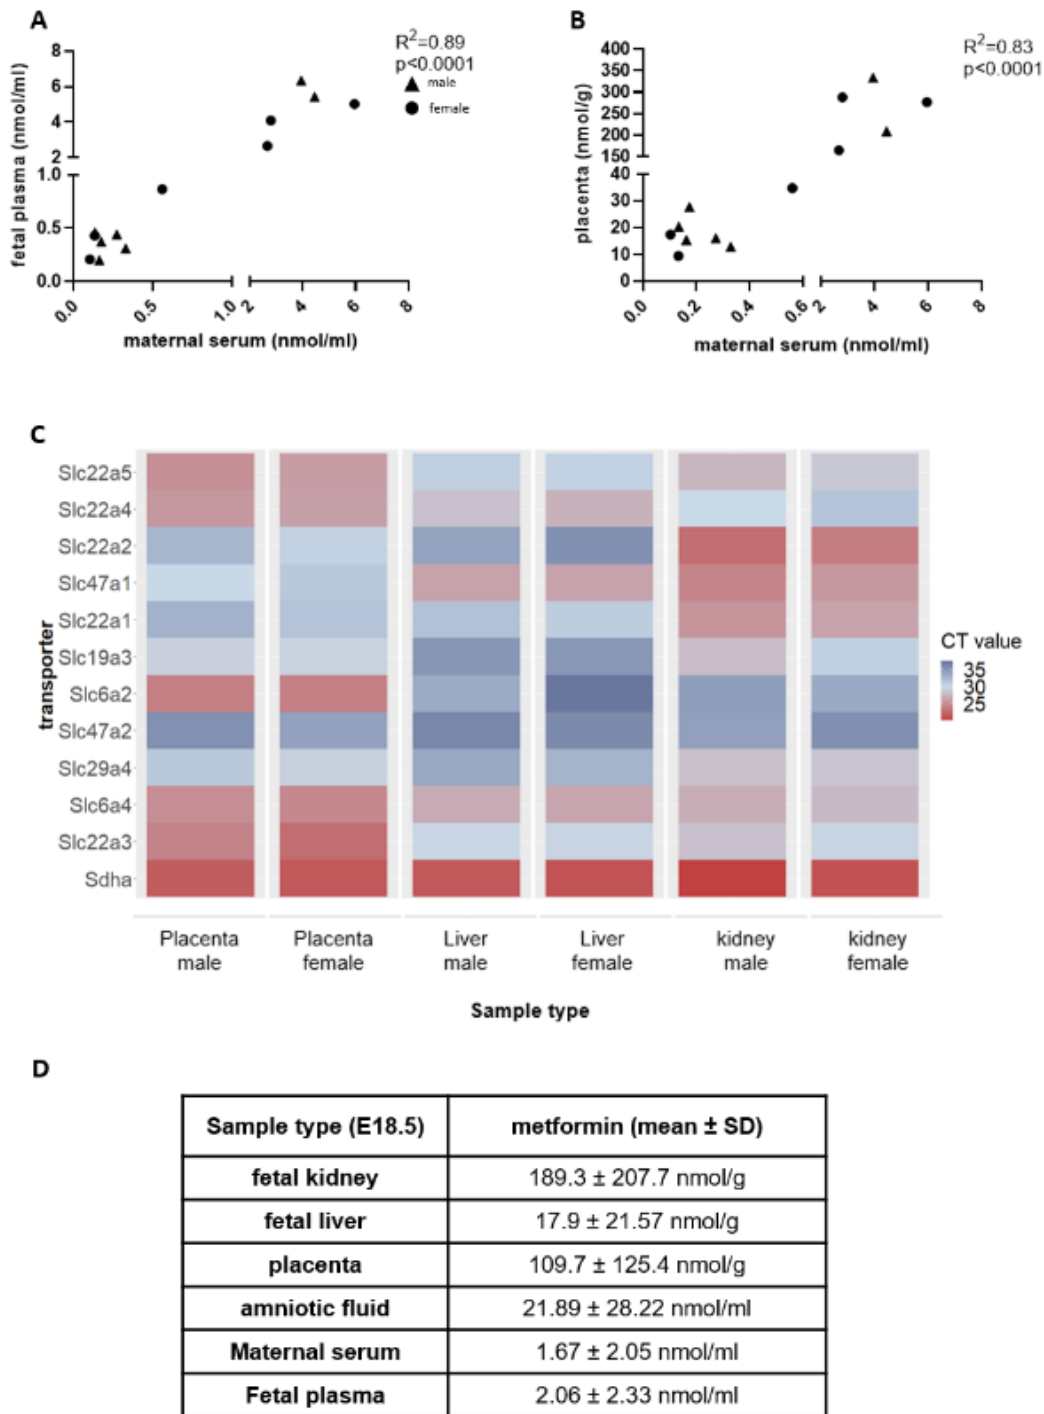 A
R²=0.89
p<0.0001
male
female
8
6
4
2
1.0
0.5
0.0
fetal plasma (nmol/ml)
0.0 0.5 1.0 2 4 6 8
maternal serum (nmol/ml)
B
R²=0.83
p<0.0001
400
350
300
250
200
150
40
30
20
10
0
placenta (nmol/g)
0.0 0.2 0.4 0.6 2 4 6 8
maternal serum (nmol/ml)
C
transporter
Slc22a5
Slc22a4
Slc22a2
Slc47a1
Slc22a1
Slc19a3
Slc6a2
Slc47a2
Slc29a4
Slc6a4
Slc22a3
Sdha
CT value
35
30
25
Placenta male
Placenta female
Liver male
Liver female
kidney male
kidney female
Sample type
D
Sample type (E18.5) metformin (mean ± SD)
fetal kidney 189.3 ± 207.7 nmol/g
fetal liver 17.9 ± 21.57 nmol/g
placenta 109.7 ± 125.4 nmol/g
amniotic fluid 21.89 ± 28.22 nmol/ml
Maternal serum 1.67 ± 2.05 nmol/ml
Fetal plasma 2.06 ± 2.33 nmol/ml